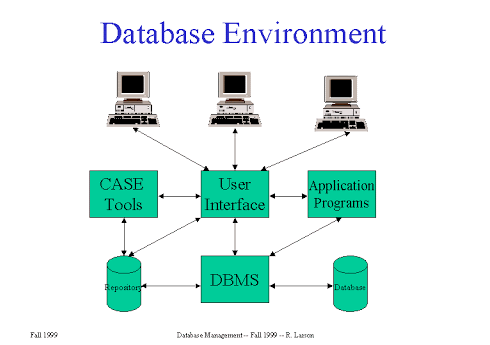 Database Environment
CASE
Tools
User
Interface
Application
Programs
Repository
DBMS
Database
Fall 1999
Database Management -- Fall 1999 -- R. Larson